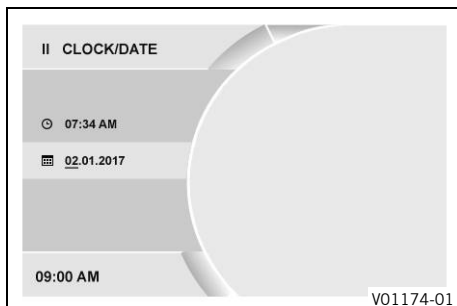 II CLOCK/DATE
07:34 AM
02.01.2017
09:00 AM
V01174-01